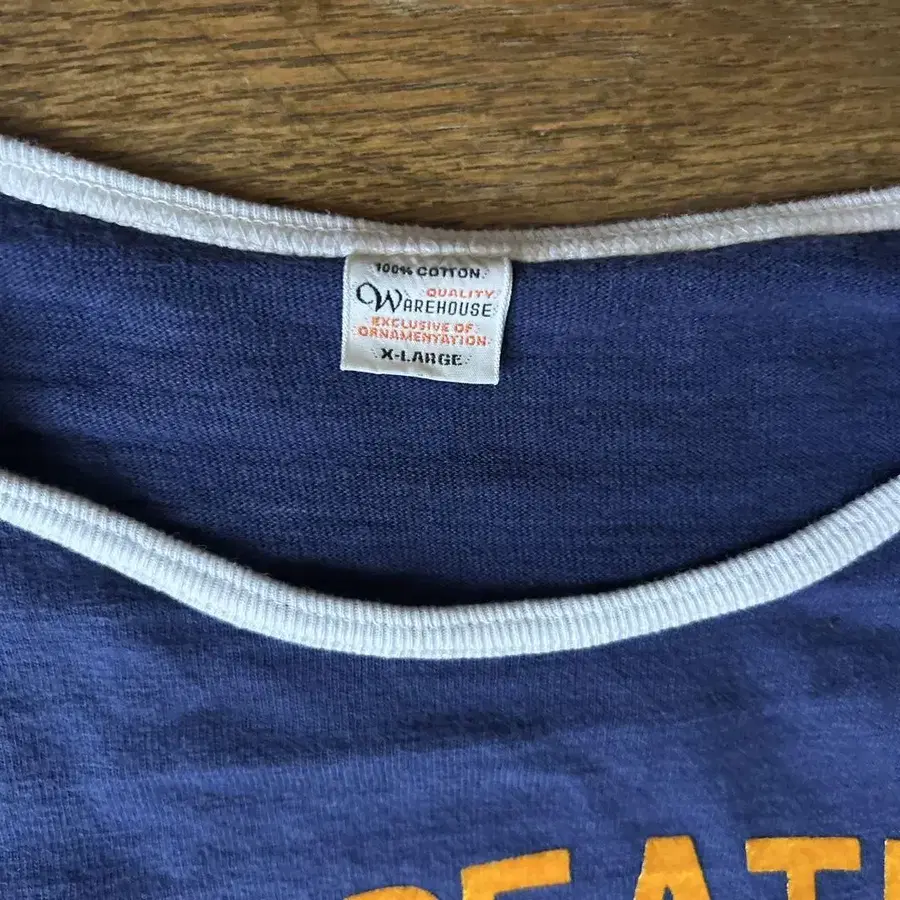 100% COTTON
QUALITY
WAREHOUSE
EXCLUSIVE OF
ORNAMENTATION
X-LARGE